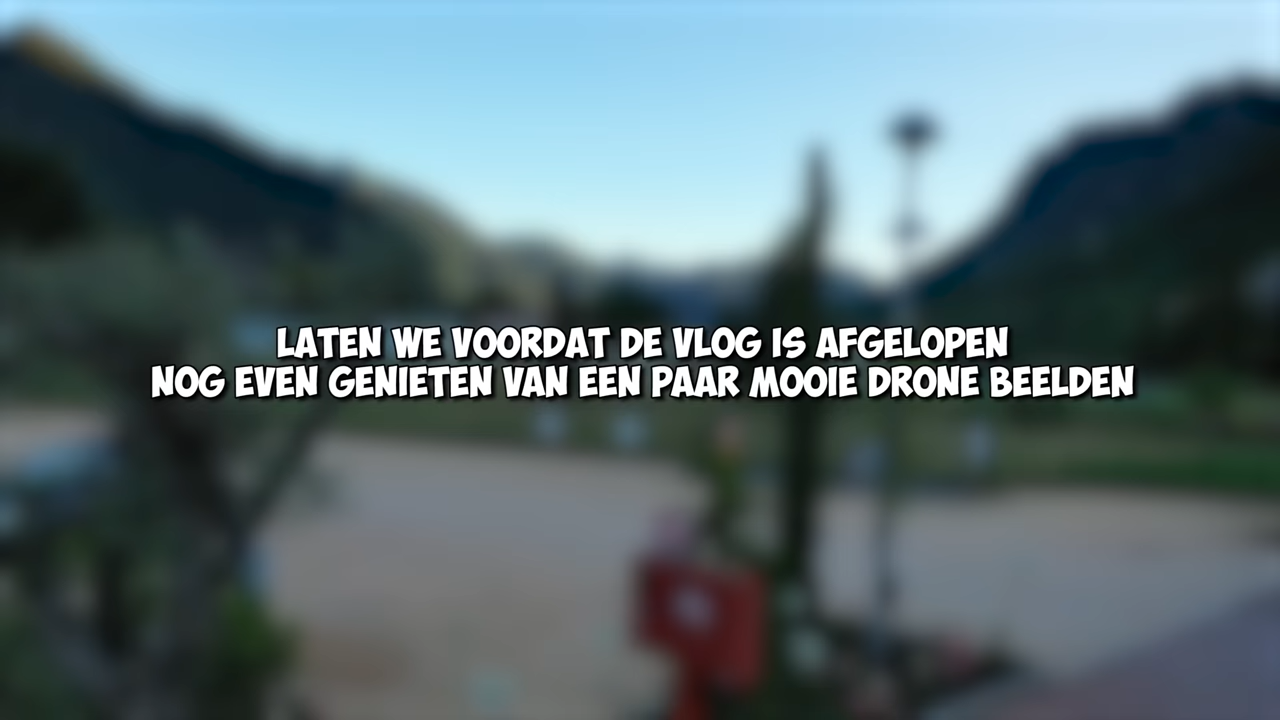 LATEN WE VOORDAT DE VLOG IS AFGELOPEN
NOG EVEN GENIETEN VAN EEN PAAR MOOIE DRONE BEELDEN